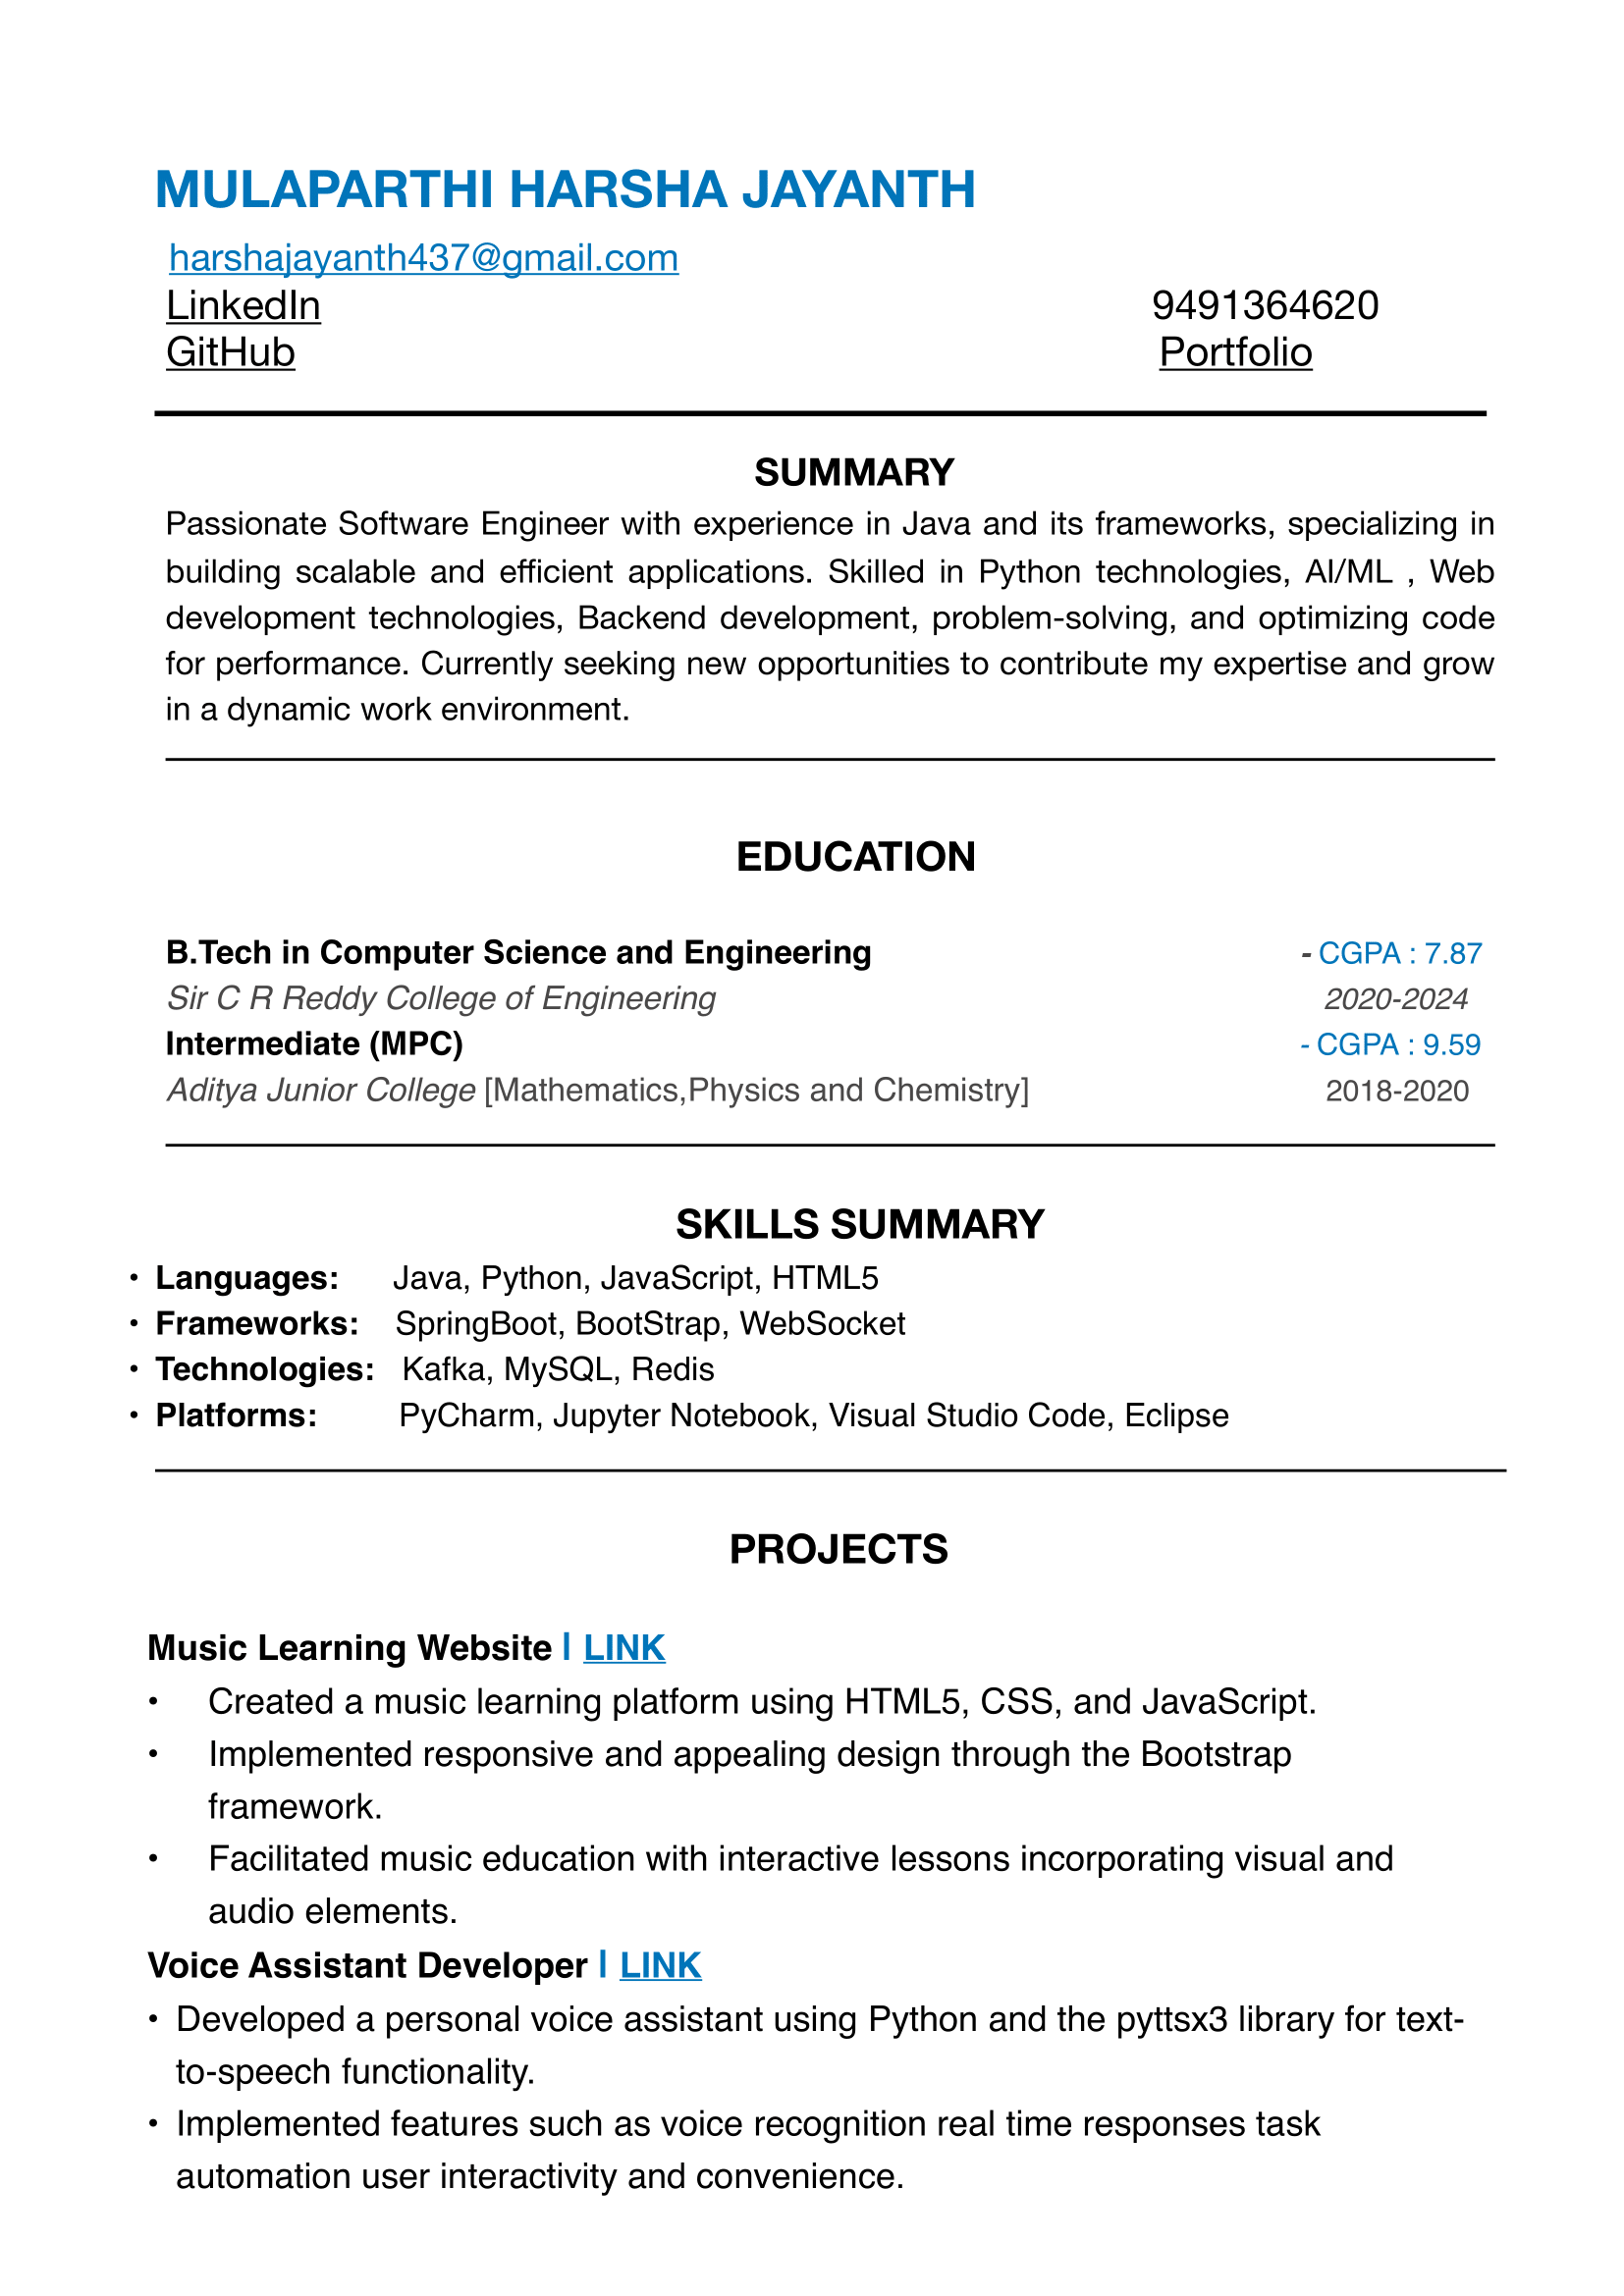 MULAPARTHI HARSHA JAYANTH
harshajayanth437@gmail.com
LinkedIn 9491364620
GitHub Portfolio
SUMMARY
Passionate Software Engineer with experience in Java and its frameworks, specializing in
building scalable and efficient applications. Skilled in Python technologies, AI/ML , Web
development technologies, Backend development, problem-solving, and optimizing code
for performance. Currently seeking new opportunities to contribute my expertise and grow
in a dynamic work environment.
EDUCATION
B.Tech in Computer Science and Engineering - CGPA : 7.87
Sir C R Reddy College of Engineering 2020-2024
Intermediate (MPC) - CGPA : 9.59
Aditya Junior College [Mathematics,Physics and Chemistry] 2018-2020
SKILLS SUMMARY
• Languages: Java, Python, JavaScript, HTML5
• Frameworks: SpringBoot, BootStrap, WebSocket
• Technologies: Kafka, MySQL, Redis
• Platforms: PyCharm, Jupyter Notebook, Visual Studio Code, Eclipse
PROJECTS
Music Learning Website | LINK
• Created a music learning platform using HTML5, CSS, and JavaScript.
• Implemented responsive and appealing design through the Bootstrap
framework.
• Facilitated music education with interactive lessons incorporating visual and
audio elements.
Voice Assistant Developer | LINK
• Developed a personal voice assistant using Python and the pyttsx3 library for text-
to-speech functionality.
• Implemented features such as voice recognition real time responses task
automation user interactivity and convenience.